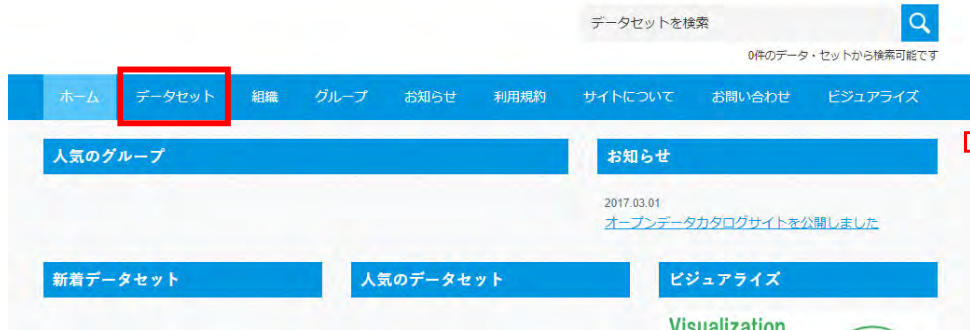 データセットを検索
0件のデータ・セットから検索可能です
ホーム データセット 組織 グループ お知らせ 利用規約 サイトについて お問い合わせ ビジュアライズ
人気のグループ
お知らせ
2017.03.01
オープンデータカタログサイトを公開しました
新着データセット
人気のデータセット
ビジュアライズ
Visualization